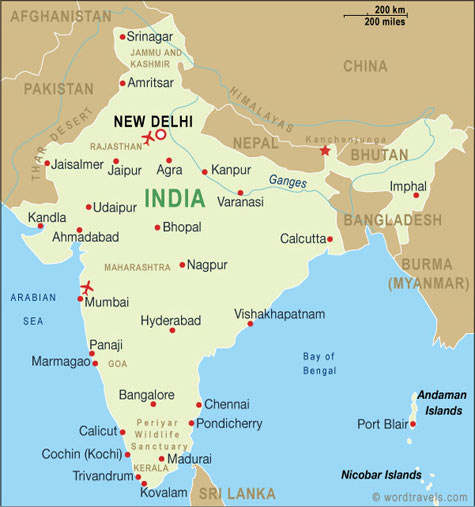 200 km
200 miles
AFGHANISTAN
Srinagar
JAMMU AND
KASHMIR
CHINA
Amritsar
PAKISTAN
HIMALAYAS
NEW DELHI
THAR DESERT
RAJASTHAN
NEPAL
Kanchenjunga
BHUTAN
Jaisalmer
Jaipur
Agra
Kanpur
Ganges
Imphal
Varanasi
INDIA
Udaipur
Kandla
BANGLADESH
Ahmadabad
Bhopal
Calcutta
BURMA
(MYANMAR)
MAHARASHTRA
Nagpur
ARABIAN
SEA
Mumbai
Vishakhapatnam
Hyderabad
Panaji
Marmagao
GOA
Bay of
Bengal
Bangalore
Chennai
Andaman
Islands
Pondicherry
Port Blair
Calicut
Periyar
Wildlife
Sanctuary
Cochin (Kochi)
Madurai
KERALA
Trivandrum
Nicobar Islands
Kovalam
SRI LANKA
© wordtravels.com